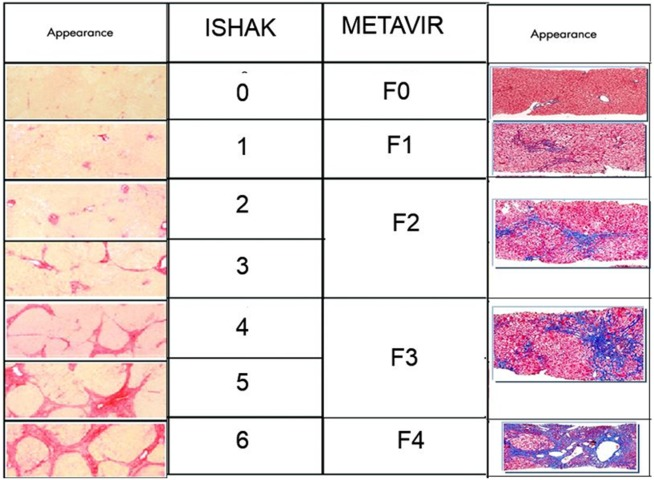 Appearance ISHAK METAVIR Appearance
0 F0
1 F1
2 F2
3
4 F3
5
6 F4